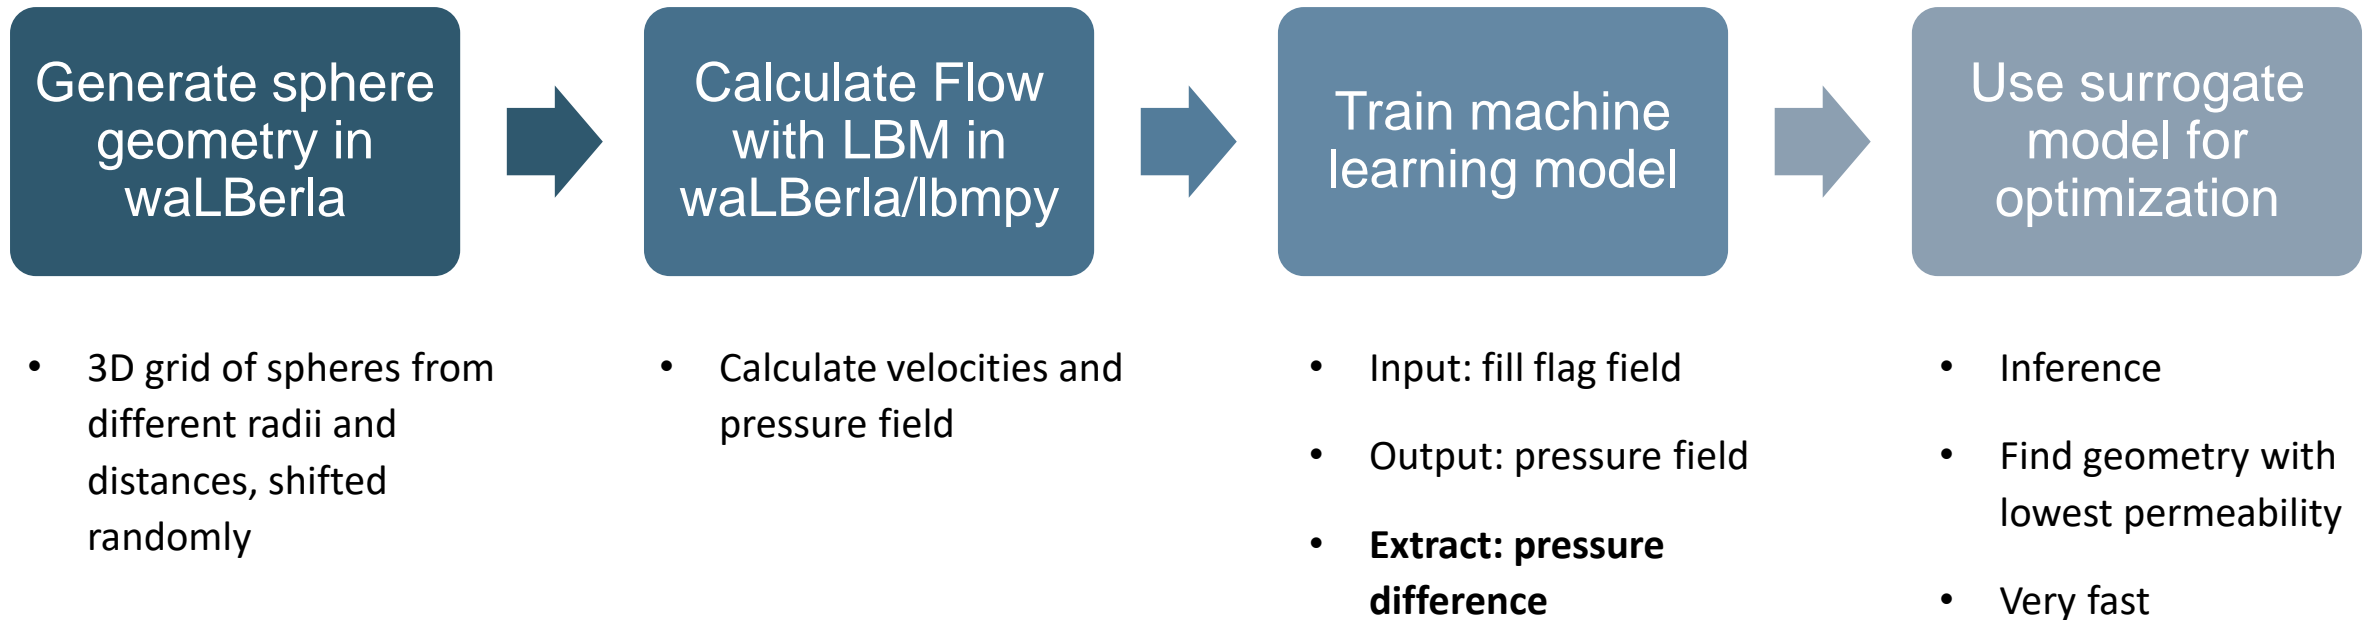 Generate sphere
geometry in
waLBerla
Calculate Flow
with LBM in
waLBerla/lbmpy
Train machine
learning model
Use surrogate
model for
optimization
• 3D grid of spheres from
different radii and
distances, shifted
randomly
• Calculate velocities and
pressure field
• Input: fill flag field
• Output: pressure field
• Extract: pressure
difference
• Inference
• Find geometry with
lowest permeability
• Very fast